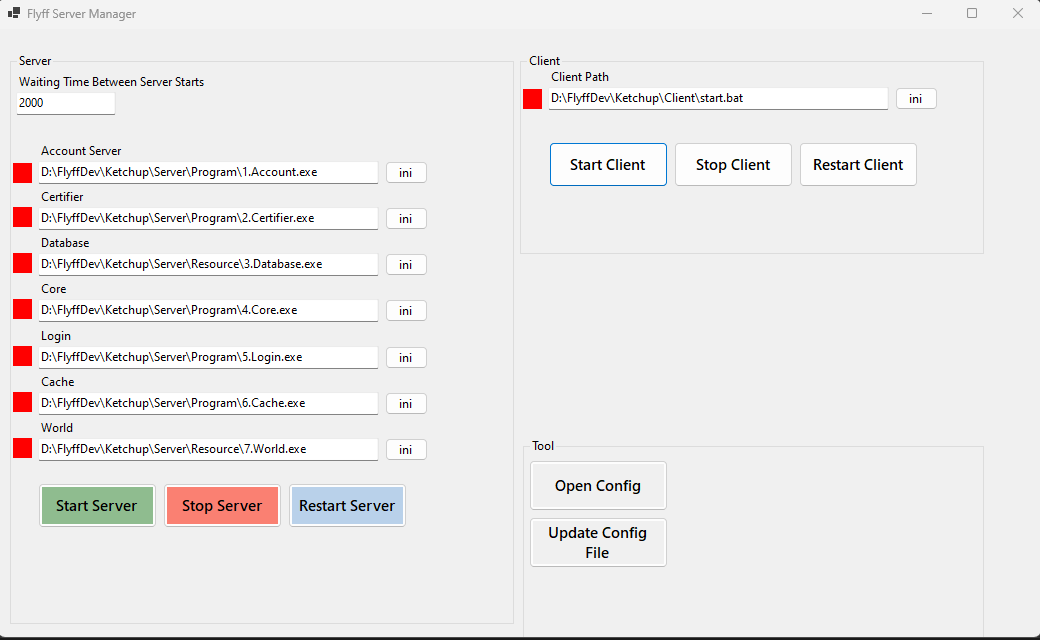 Flyff Server Manager
Server
Waiting Time Between Server Starts
2000
Account Server
D:\FlyffDev\Ketchup\Server\Program\1.Account.exe
ini
Certifier
D:\FlyffDev\Ketchup\Server\Program\2.Certifier.exe
ini
Database
D:\FlyffDev\Ketchup\Server\Resource\3.Database.exe
ini
Core
D:\FlyffDev\Ketchup\Server\Program\4.Core.exe
ini
Login
D:\FlyffDev\Ketchup\Server\Program\5.Login.exe
ini
Cache
D:\FlyffDev\Ketchup\Server\Program\6.Cache.exe
ini
World
D:\FlyffDev\Ketchup\Server\Resource\7.World.exe
ini
Start Server
Stop Server
Restart Server
Client
Client Path
D:\FlyffDev\Ketchup\Client\start.bat
ini
Start Client
Stop Client
Restart Client
Tool
Open Config
Update Config
File